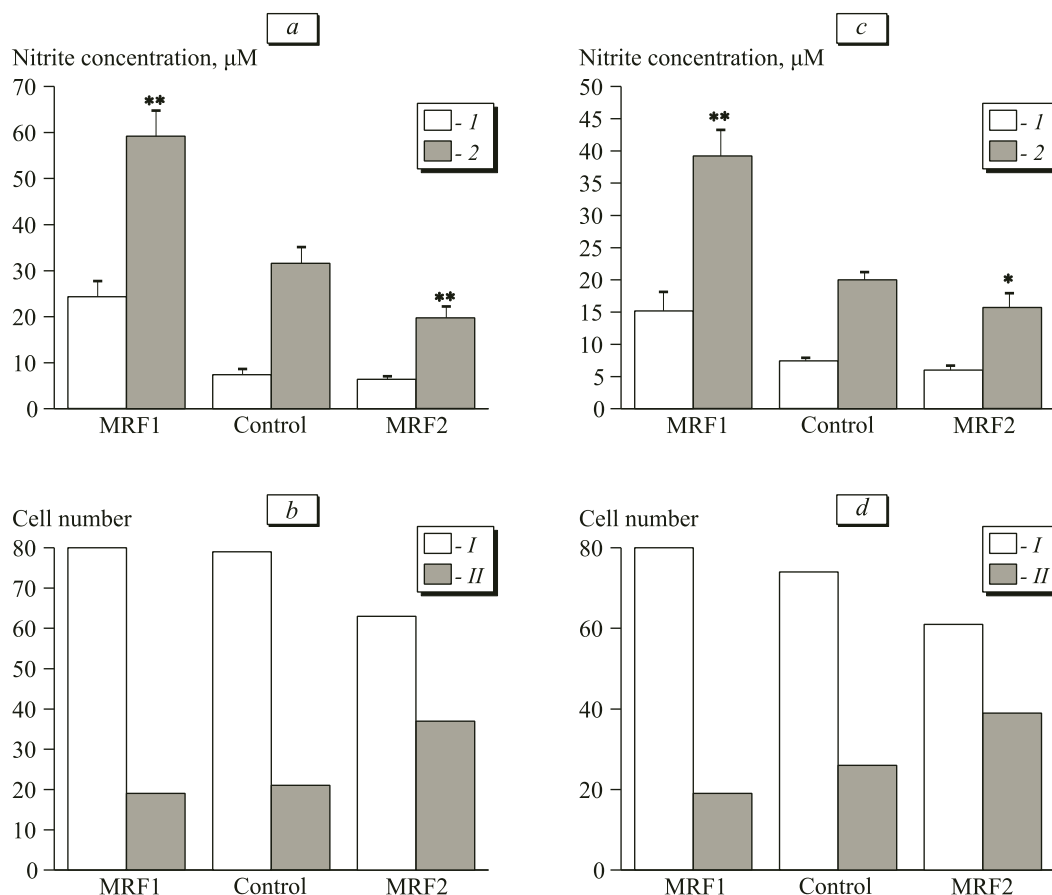 a
Nitrite concentration, μM
70
60
50
40
30
20
10
0
**
**
- 1
- 2
MRF1 Control MRF2
c
Nitrite concentration, μM
50
45
40
35
30
25
20
15
10
5
0
**
*
- 1
- 2
MRF1 Control MRF2
b
Cell number
80
70
60
50
40
30
20
10
0
- I
- II
MRF1 Control MRF2
d
Cell number
80
60
40
20
0
- I
- II
MRF1 Control MRF2